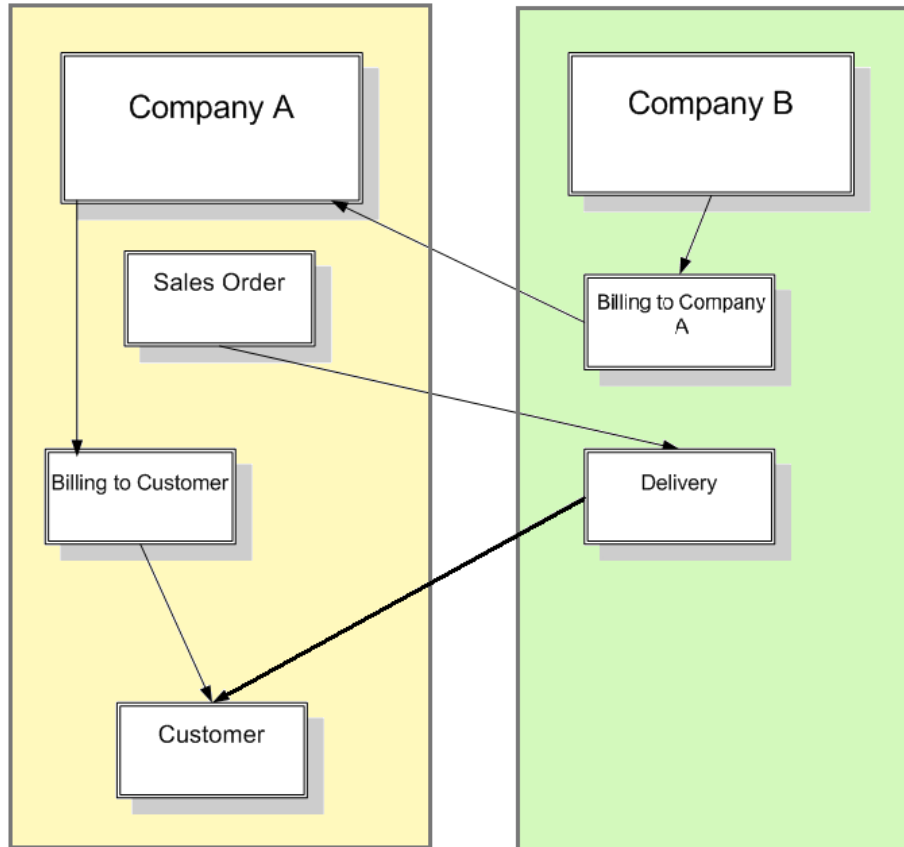 Company A
Company B
Sales Order
Billing to Company
A
Billing to Customer
Delivery
Customer